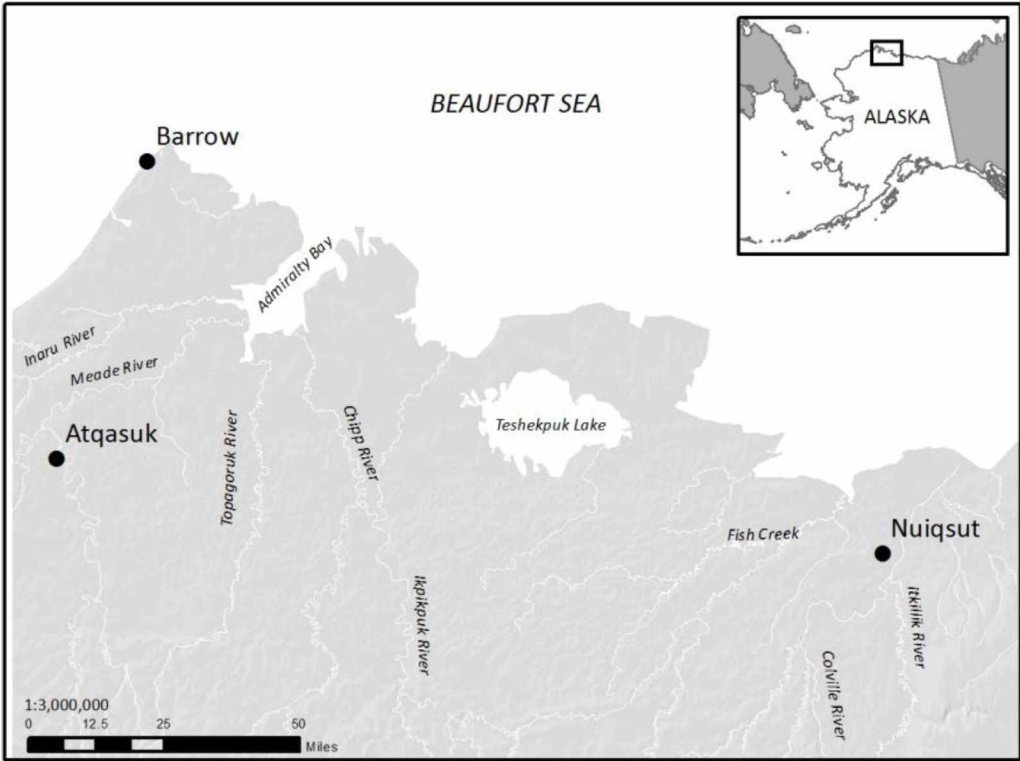 BEAUFORT SEA
ALASKA
Barrow
Admiralty Bay
Inaru River
Meade River
Atqasuk
Topagoruk River
Chipp River
Teshekpuk Lake
Fish Creek
Nuiqsut
Ikpikpuk River
Itkillik River
Colville River
1:3,000,000
0 12.5 25 50
Miles